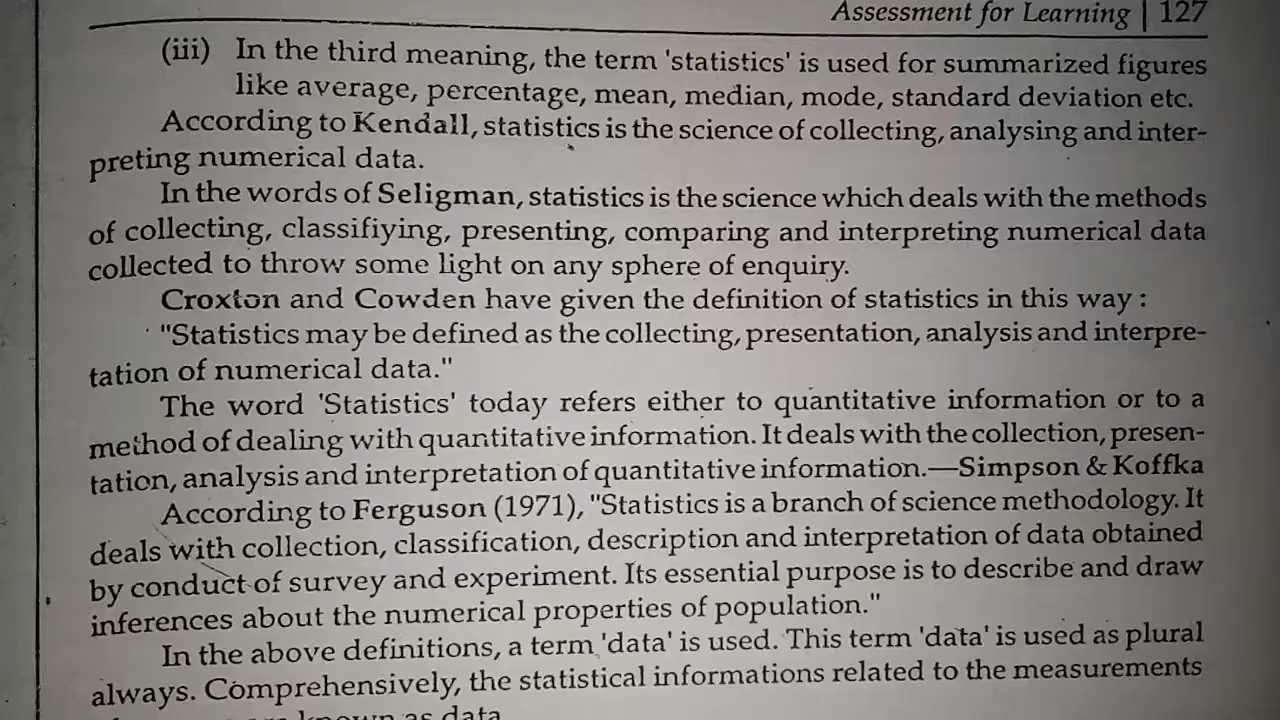 Assessment for Learning | 127
(iii) In the third meaning, the term 'statistics' is used for summarized figures
like average, percentage, mean, median, mode, standard deviation etc.
According to Kendall, statistics is the science of collecting, analysing and inter-
preting numerical data.
In the words of Seligman, statistics is the science which deals with the methods
of collecting, classifiying, presenting, comparing and interpreting numerical data
collected to throw some light on any sphere of enquiry.
Croxton and Cowden have given the definition of statistics in this way :
"Statistics may be defined as the collecting, presentation, analysis and interpre-
tation of numerical data."
The word 'Statistics' today refers either to quantitative information or to a
method of dealing with quantitative information. It deals with the collection, presen-
tation, analysis and interpretation of quantitative information.—Simpson & Koffka
According to Ferguson (1971), "Statistics is a branch of science methodology. It
deals with collection, classification, description and interpretation of data obtained
by conduct of survey and experiment. Its essential purpose is to describe and draw
inferences about the numerical properties of population."
In the above definitions, a term 'data' is used. This term 'data' is used as plural
always. Comprehensively, the statistical informations related to the measurements
known as data